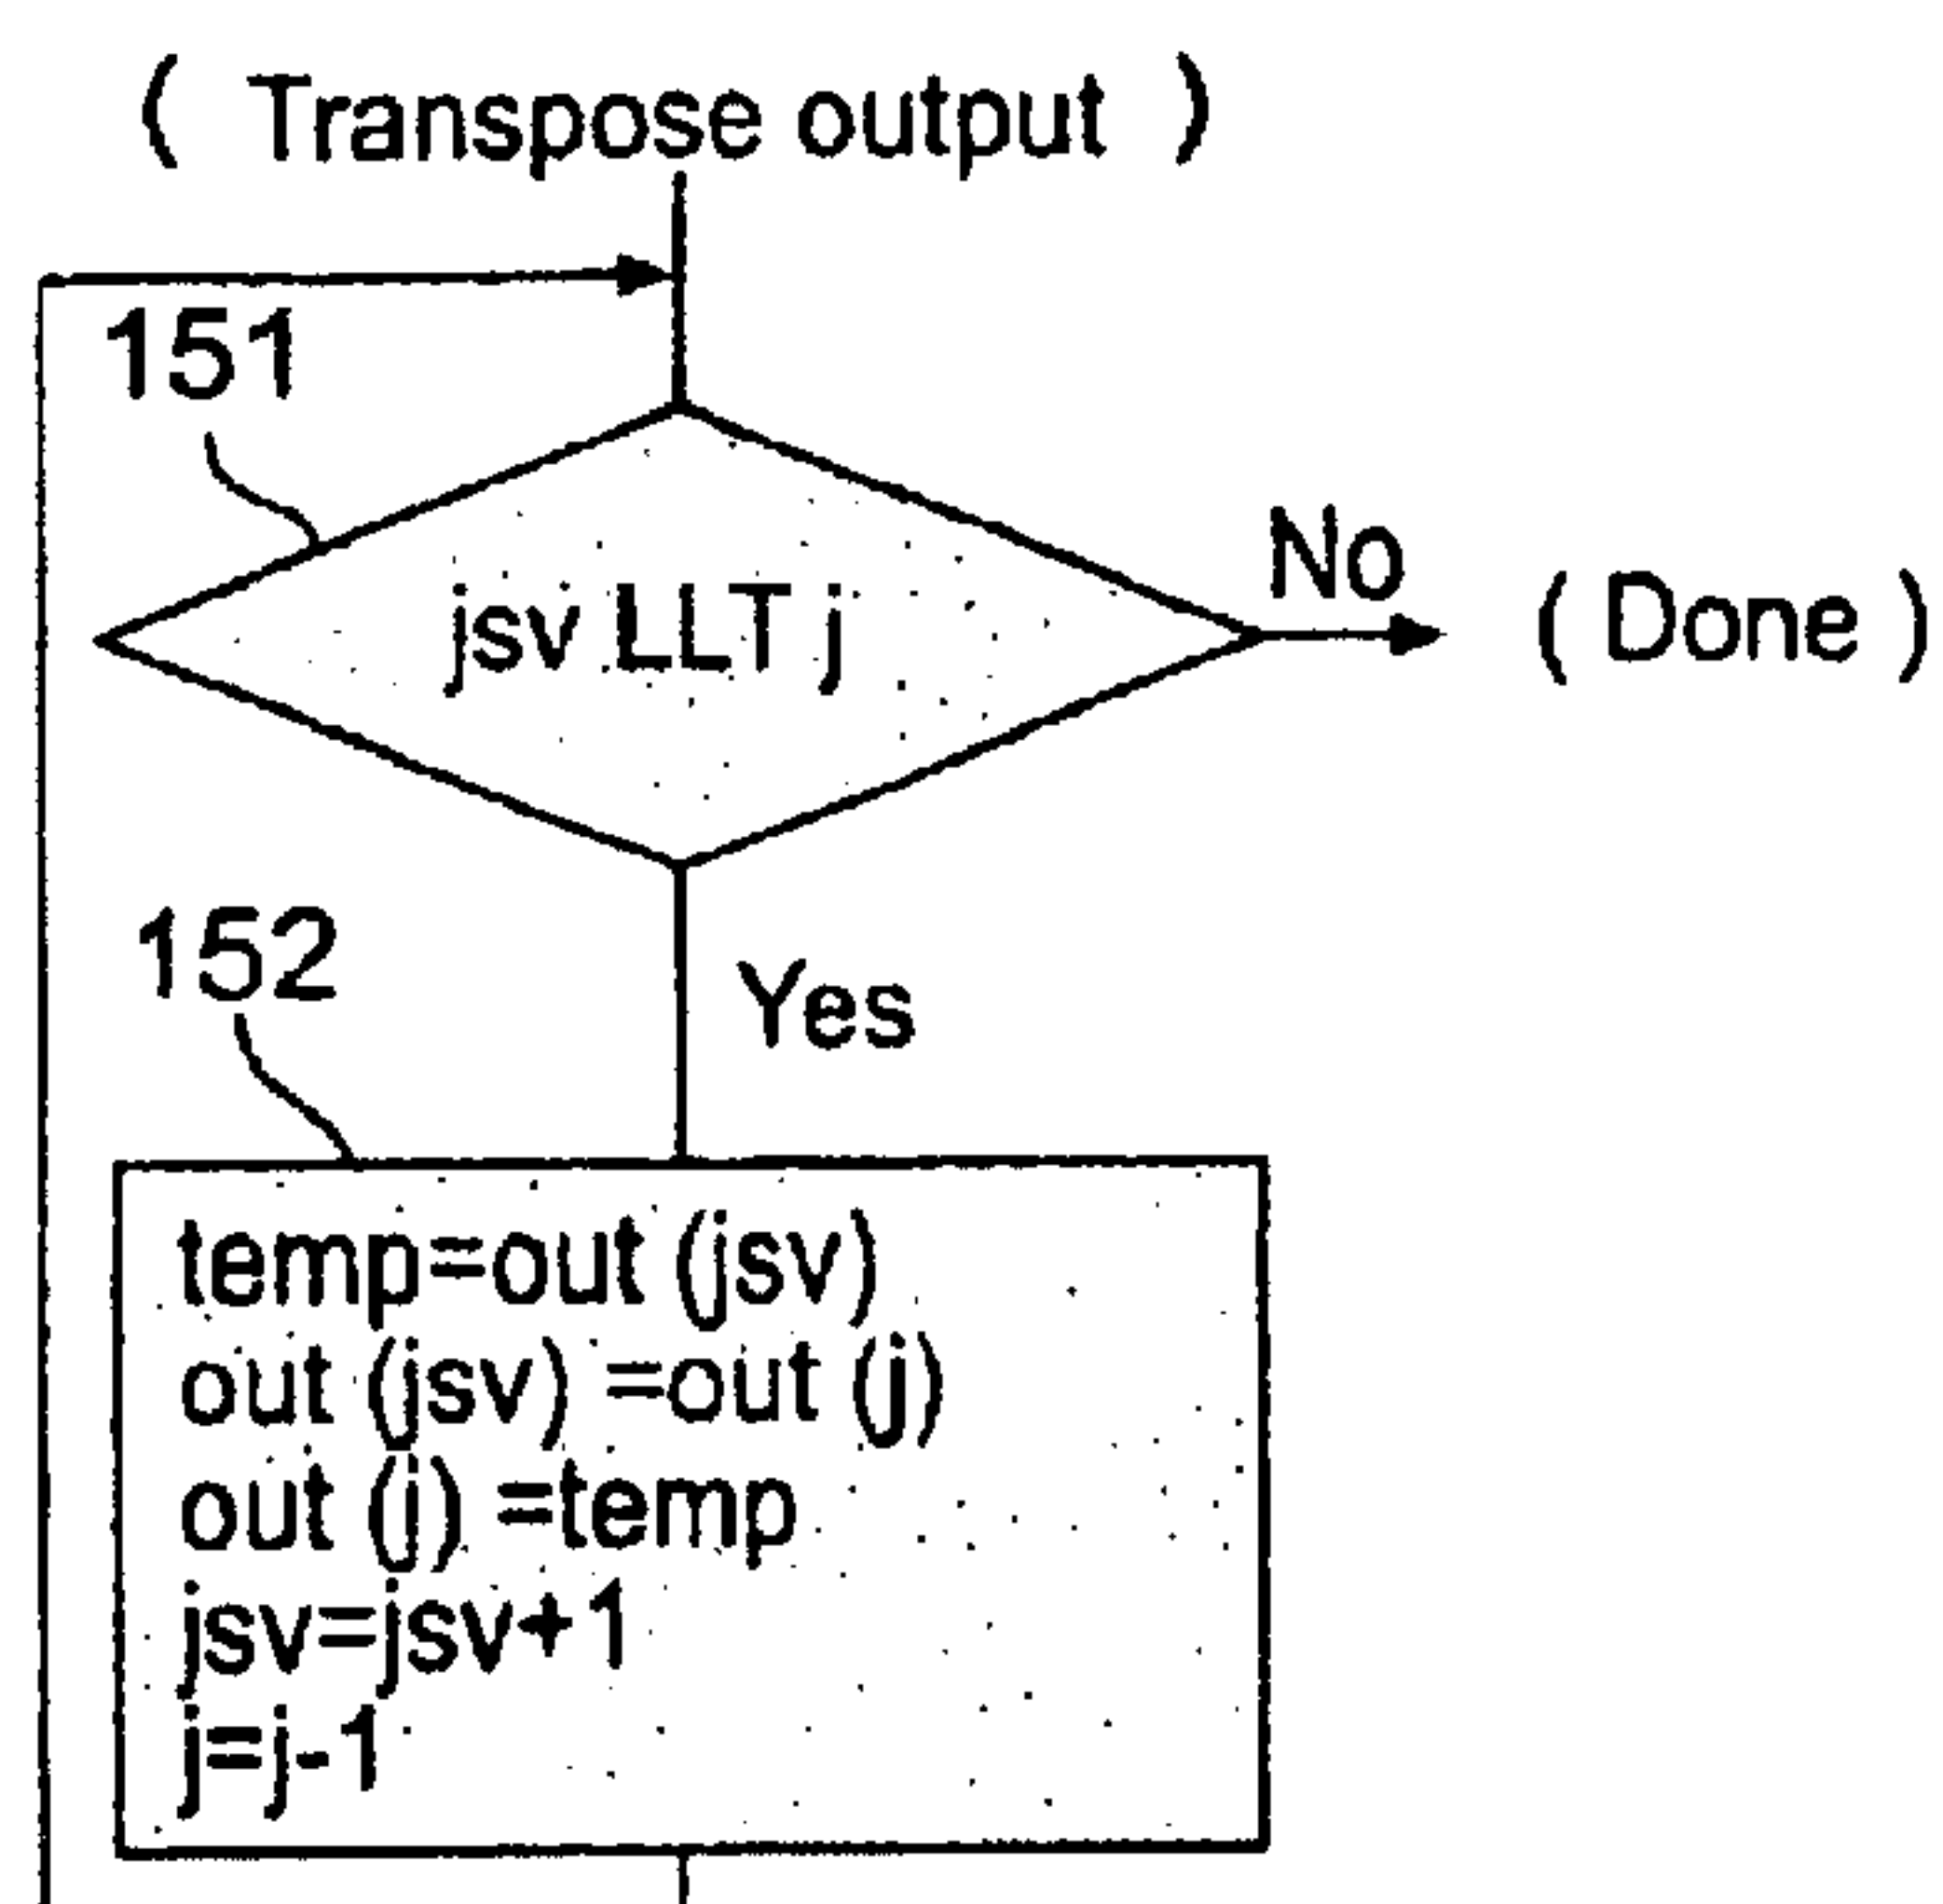 ( Transpose output )
151
jsv LLT j
No
( Done )
152
Yes
temp=out (jsv)
out (jsv) =out (j)
out (j) =temp
jsv=jsv+1
j=j-1